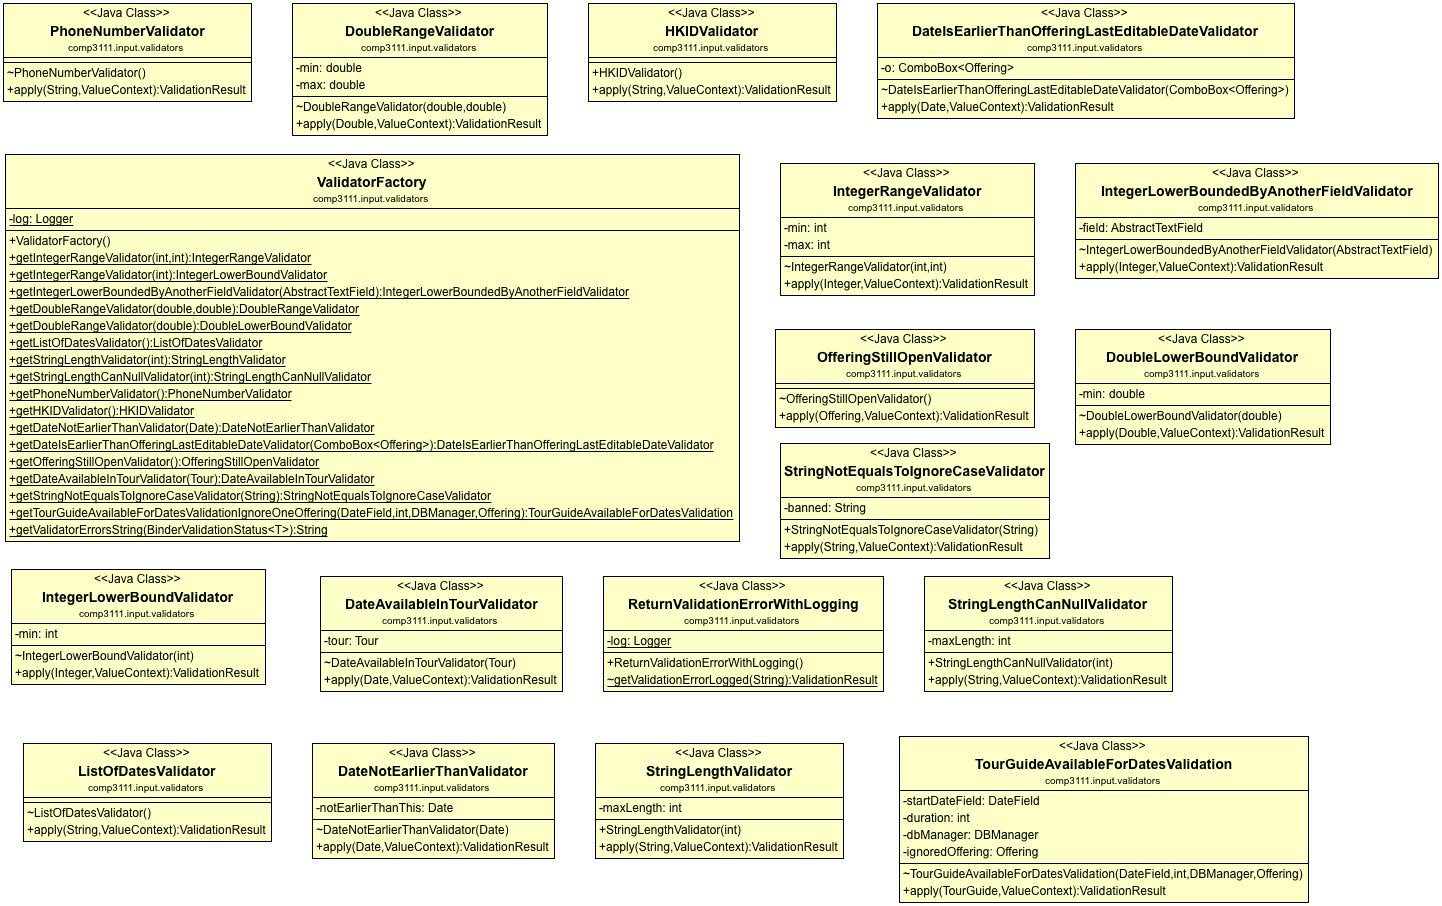 <<Java Class>>
PhoneNumberValidator
comp3111.input.validators
~PhoneNumberValidator()
+apply(String,ValueContext):ValidationResult
<<Java Class>>
DoubleRangeValidator
comp3111.input.validators
-min: double
-max: double
~DoubleRangeValidator(double,double)
+apply(Double,ValueContext):ValidationResult
<<Java Class>>
HKIDValidator
comp3111.input.validators
+HKIDValidator()
+apply(String,ValueContext):ValidationResult
<<Java Class>>
DateIsEarlierThanOfferingLastEditableDateValidator
comp3111.input.validators
-o: ComboBox<Offering>
~DateIsEarlierThanOfferingLastEditableDateValidator(ComboBox<Offering>)
+apply(Date,ValueContext):ValidationResult
<<Java Class>>
ValidatorFactory
comp3111.input.validators
-log: Logger
+ValidatorFactory()
+getIntegerRangeValidator(int,int):IntegerRangeValidator
+getIntegerRangeValidator(int):IntegerLowerBoundValidator
+getIntegerLowerBoundedByAnotherFieldValidator(AbstractTextField):IntegerLowerBoundedByAnotherFieldValidator
+getDoubleRangeValidator(double,double):DoubleRangeValidator
+getDoubleRangeValidator(double):DoubleLowerBoundValidator
+getListOfDatesValidator():ListOfDatesValidator
+getStringLengthValidator(int):StringLengthValidator
+getStringLengthCanNullValidator(int):StringLengthCanNullValidator
+getPhoneNumberValidator():PhoneNumberValidator
+getHKIDValidator():HKIDValidator
+getDateNotEarlierThanValidator(Date):DateNotEarlierThanValidator
+getDateIsEarlierThanOfferingLastEditableDateValidator(ComboBox<Offering>):DateIsEarlierThanOfferingLastEditableDateValidator
+getOfferingStillOpenValidator():OfferingStillOpenValidator
+getDateAvailableInTourValidator(Tour):DateAvailableInTourValidator
+getStringNotEqualsToIgnoreCaseValidator(String):StringNotEqualsToIgnoreCaseValidator
+getTourGuideAvailableForDatesValidationIgnoreOneOffering(DateField,int,DBManager,Offering):TourGuideAvailableForDatesValidation
+getValidatorErrorsString(BinderValidationStatus<T>):String
<<Java Class>>
IntegerRangeValidator
comp3111.input.validators
-min: int
-max: int
~IntegerRangeValidator(int,int)
+apply(Integer,ValueContext):ValidationResult
<<Java Class>>
IntegerLowerBoundedByAnotherFieldValidator
comp3111.input.validators
-field: AbstractTextField
~IntegerLowerBoundedByAnotherFieldValidator(AbstractTextField)
+apply(Integer,ValueContext):ValidationResult
<<Java Class>>
OfferingStillOpenValidator
comp3111.input.validators
~OfferingStillOpenValidator()
+apply(Offering,ValueContext):ValidationResult
<<Java Class>>
DoubleLowerBoundValidator
comp3111.input.validators
-min: double
~DoubleLowerBoundValidator(double)
+apply(Double,ValueContext):ValidationResult
<<Java Class>>
StringNotEqualsToIgnoreCaseValidator
comp3111.input.validators
-banned: String
+StringNotEqualsToIgnoreCaseValidator(String)
+apply(String,ValueContext):ValidationResult
<<Java Class>>
IntegerLowerBoundValidator
comp3111.input.validators
-min: int
~IntegerLowerBoundValidator(int)
+apply(Integer,ValueContext):ValidationResult
<<Java Class>>
DateAvailableInTourValidator
comp3111.input.validators
-tour: Tour
~DateAvailableInTourValidator(Tour)
+apply(Date,ValueContext):ValidationResult
<<Java Class>>
ReturnValidationErrorWithLogging
comp3111.input.validators
-log: Logger
+ReturnValidationErrorWithLogging()
~getValidationErrorLogged(String):ValidationResult
<<Java Class>>
StringLengthCanNullValidator
comp3111.input.validators
-maxLength: int
+StringLengthCanNullValidator(int)
+apply(String,ValueContext):ValidationResult
<<Java Class>>
ListOfDatesValidator
comp3111.input.validators
~ListOfDatesValidator()
+apply(String,ValueContext):ValidationResult
<<Java Class>>
DateNotEarlierThanValidator
comp3111.input.validators
-notEarlierThanThis: Date
~DateNotEarlierThanValidator(Date)
+apply(Date,ValueContext):ValidationResult
<<Java Class>>
StringLengthValidator
comp3111.input.validators
-maxLength: int
+StringLengthValidator(int)
+apply(String,ValueContext):ValidationResult
<<Java Class>>
TourGuideAvailableForDatesValidation
comp3111.input.validators
-startDateField: DateField
-duration: int
-dbManager: DBManager
-ignoredOffering: Offering
~TourGuideAvailableForDatesValidation(DateField,int,DBManager,Offering)
+apply(TourGuide,ValueContext):ValidationResult